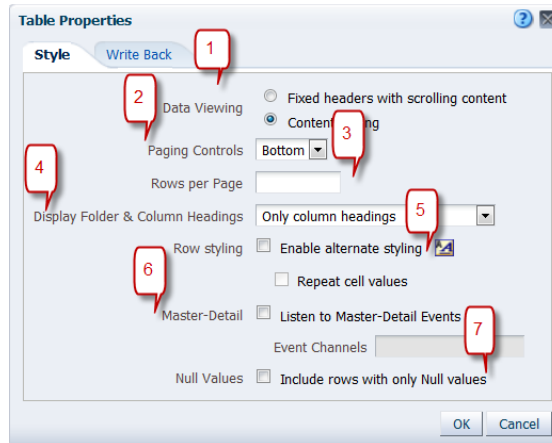 Table Properties
Style Write Back
1
2
Data Viewing
Fixed headers with scrolling content
Content
3
Paging Controls Bottom
4
Rows per Page
Display Folder & Column Headings Only column headings
5
Row styling Enable alternate styling
6
Repeat cell values
Master-Detail Listen to Master-Detail Events
7
Event Channels
Null Values Include rows with only Null values
OK Cancel